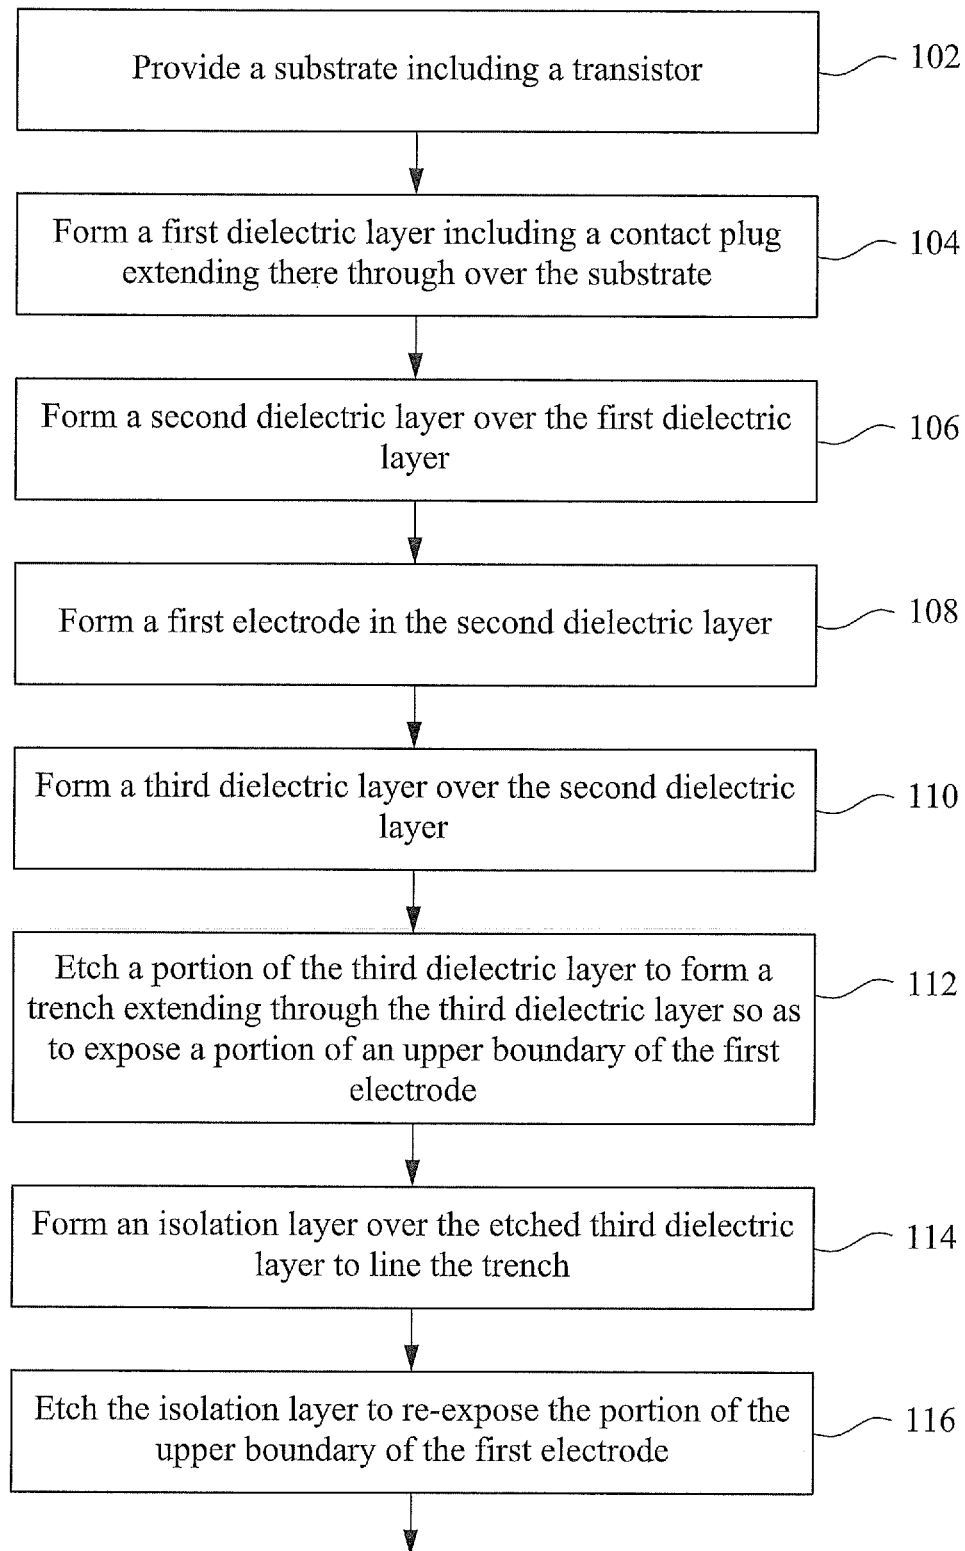 Provide a substrate including a transistor
102
Form a first dielectric layer including a contact plug
extending there through over the substrate
104
Form a second dielectric layer over the first dielectric
layer
106
Form a first electrode in the second dielectric layer
108
Form a third dielectric layer over the second dielectric
layer
110
Etch a portion of the third dielectric layer to form a
trench extending through the third dielectric layer so as
to expose a portion of an upper boundary of the first
electrode
112
Form an isolation layer over the etched third dielectric
layer to line the trench
114
Etch the isolation layer to re-expose the portion of the
upper boundary of the first electrode
116